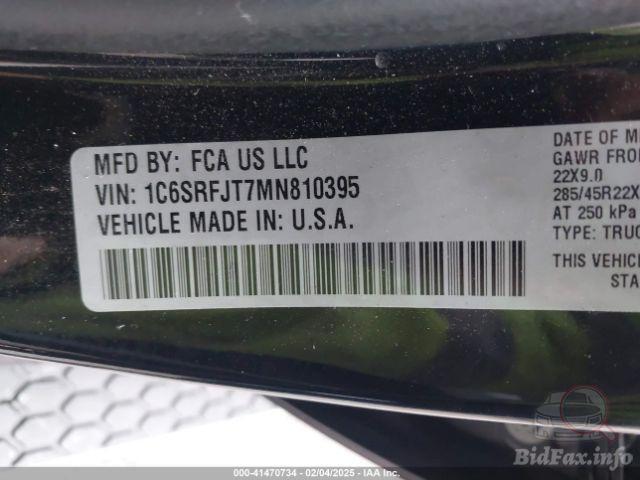 MFD BY: FCA US LLC
VIN: 1C6SRFJT7MN810395
VEHICLE MADE IN: U.S.A.
DATE OF M
GAWR FRO
22X9.0
285/45R22X
AT 250 kPa
TYPE: TRUC
THIS VEHIC
STA
BidFax.info
© 41470734 - 02/04/2025 - IAA Inc.